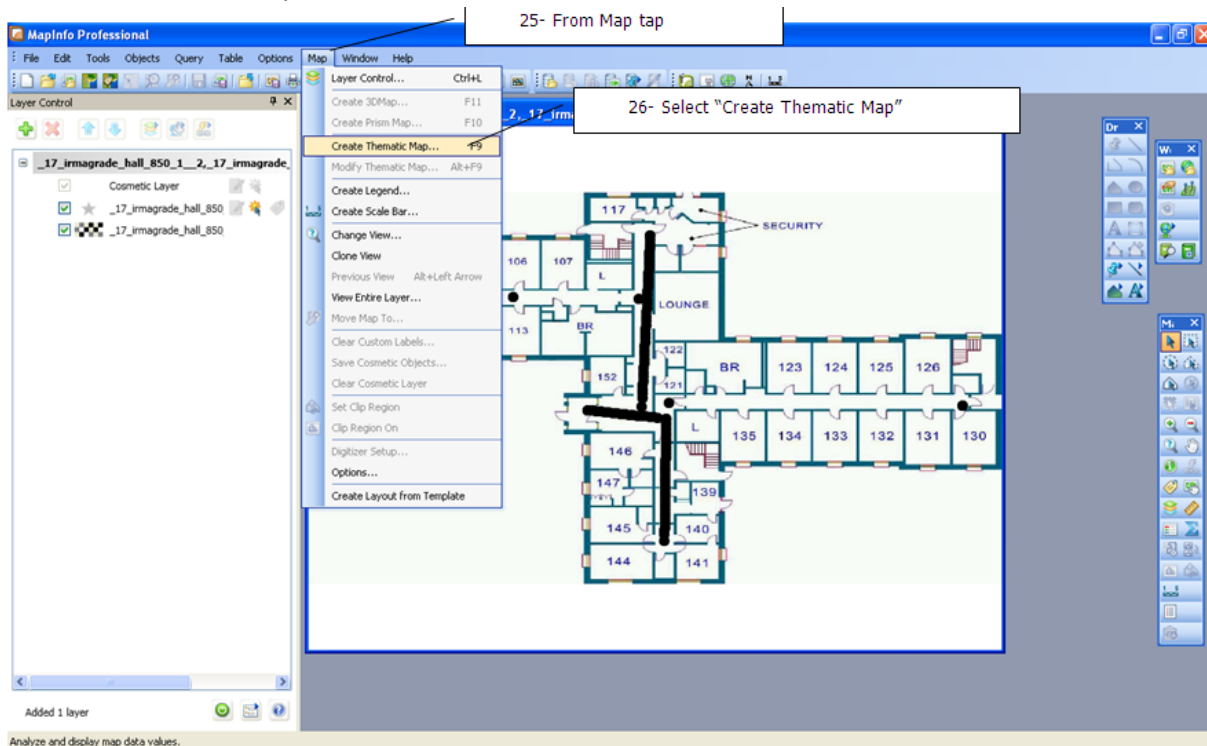 25- From Map tap
MapInfo Professional
File Edit Tools Objects Query Table Options Map Window Help
Layer Control
_17_irmagrade_hall_850_1__2,_17_irmagrade_
Cosmetic Layer
_17_irmagrade_hall_850
_17_irmagrade_hall_850
Added 1 layer
Analyze and display map data values.
Layer Control... Ctrl+L
Create 3DMap... F11
Create Prism Map... F10
Create Thematic Map... F9
Modify Thematic Map... Alt+F9
Create Legend...
Create Scale Bar...
Change View...
Clone View
Previous View Alt+Left Arrow
View Entire Layer...
Move Map To...
Clear Custom Labels...
Save Cosmetic Objects...
Clear Cosmetic Layer
Set Clip Region
Clip Region On
Digitizer Setup...
Options...
Create Layout from Template
26- Select “Create Thematic Map”
117
SECURITY
106 107 L
LOUNGE
113 BR
122
BR 123 124 125 126
152
121
L 135 134 133 132 131 130
146
147
139
145 140
144 141
Dr
Mi